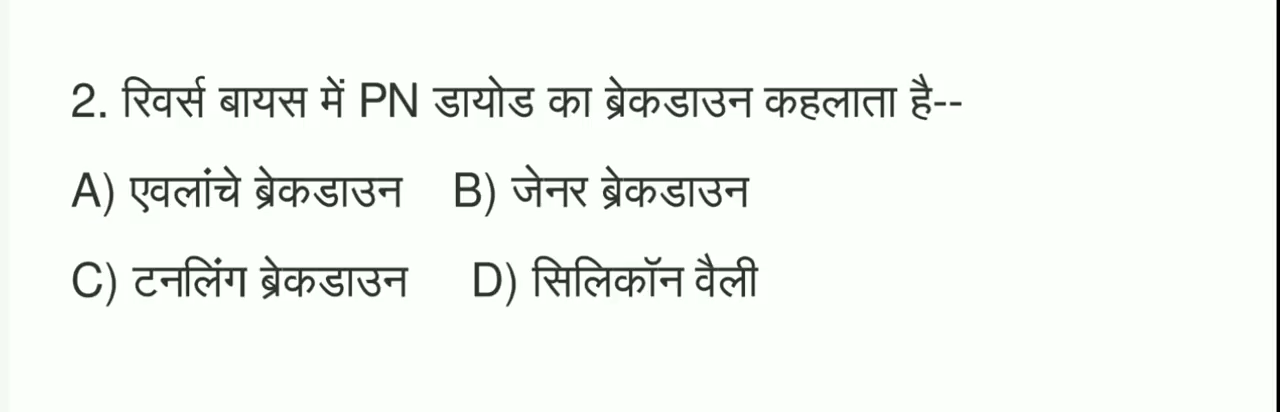 2. रिवर्स बायस में PN डायोड का ब्रेकडाउन कहलाता है--
A) एवलांचे ब्रेकडाउन B) जेनर ब्रेकडाउन
C) टनलिंग ब्रेकडाउन D) सिलिकॉन वैली